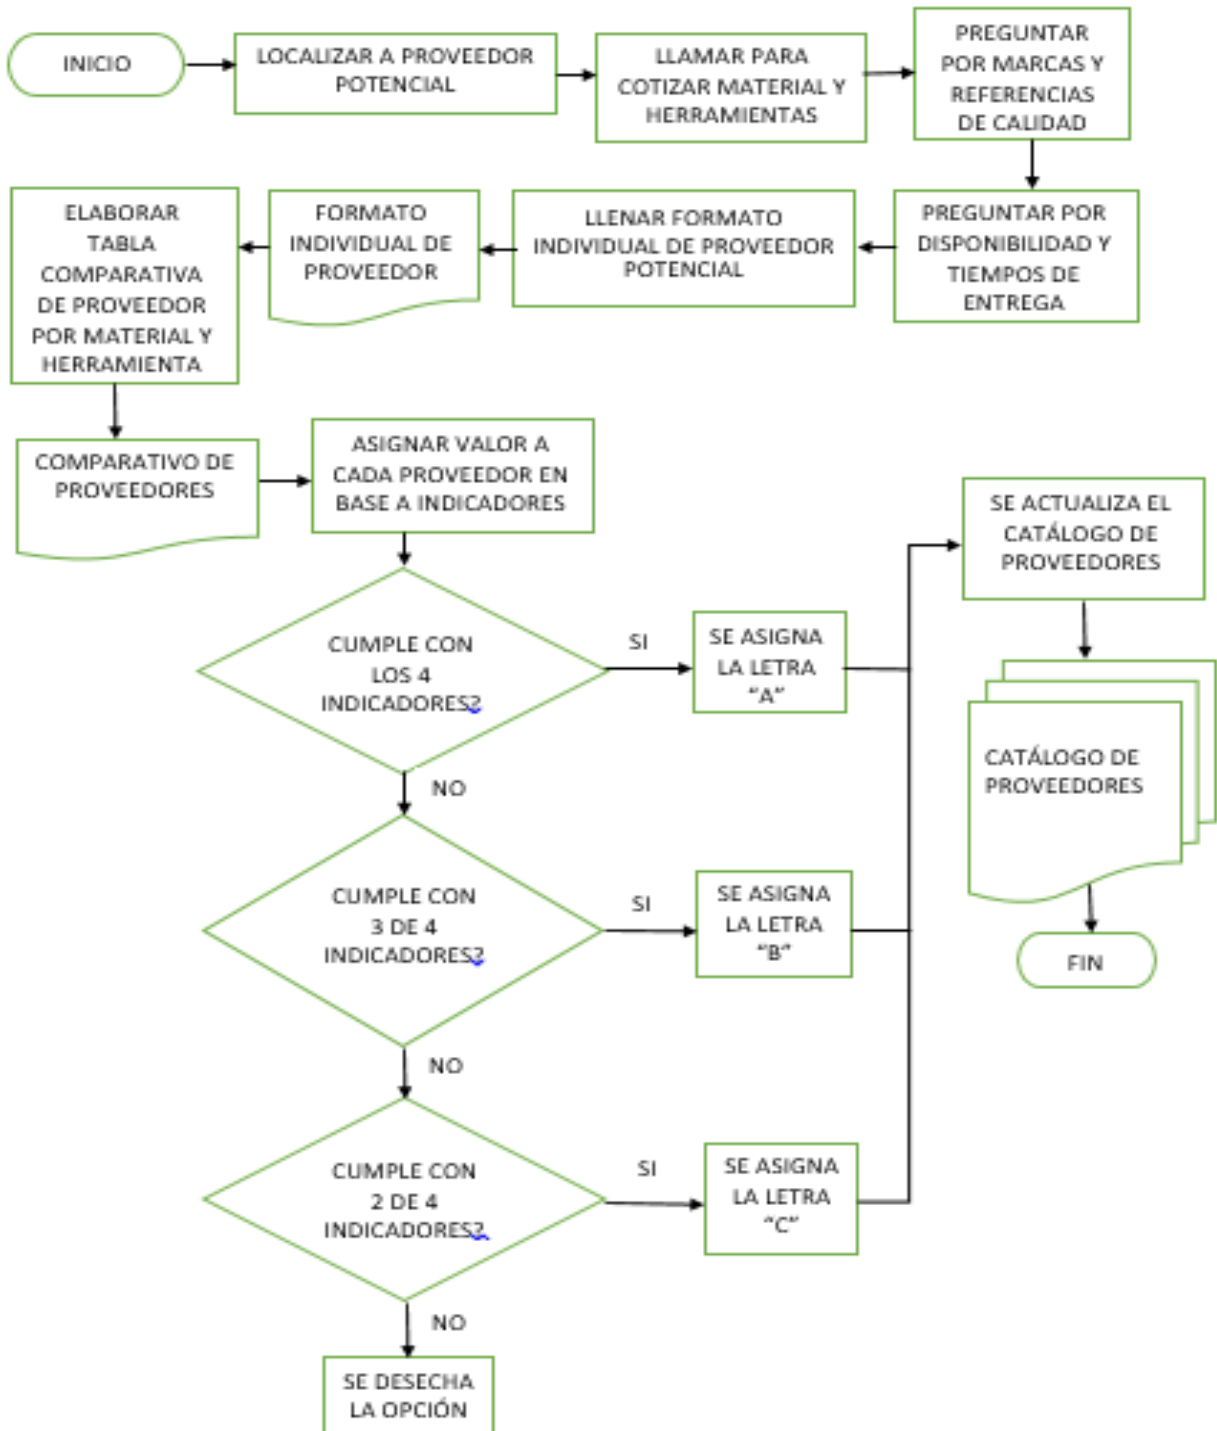 INICIO
LOCALIZAR A PROVEEDOR
POTENCIAL
LLAMAR PARA
COTIZAR MATERIAL Y
HERRAMIENTAS
PREGUNTAR
POR MARCAS Y
REFERENCIAS
DE CALIDAD
PREGUNTAR POR
DISPONIBILIDAD Y
TIEMPOS DE
ENTREGA
LLENAR FORMATO
INDIVIDUAL DE PROVEEDOR
POTENCIAL
FORMATO
INDIVIDUAL DE
PROVEEDOR
ELABORAR
TABLA
COMPARATIVA
DE PROVEEDOR
POR MATERIAL Y
HERRAMIENTA
COMPARATIVO DE
PROVEEDORES
ASIGNAR VALOR A
CADA PROVEEDOR EN
BASE A INDICADORES
CUMPLE CON
LOS 4
INDICADORES?
SI
SE ASIGNA
LA LETRA
“A”
NO
CUMPLE CON
3 DE 4
INDICADORES?
SI
SE ASIGNA
LA LETRA
“B”
NO
CUMPLE CON
2 DE 4
INDICADORES?
SI
SE ASIGNA
LA LETRA
“C”
NO
SE DESECHA
LA OPCIÓN
SE ACTUALIZA EL
CATÁLOGO DE
PROVEEDORES
CATÁLOGO DE
PROVEEDORES
FIN